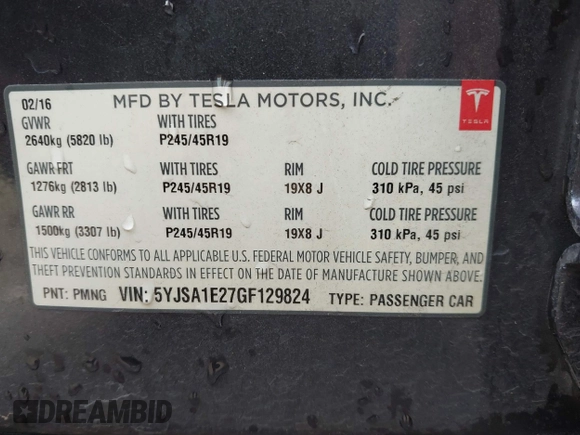 02/16 MFD BY TESLA MOTORS, INC.
TESLA
GVWR WITH TIRES
2640kg (5820 lb) P245/45R19
GAWR FRT WITH TIRES RIM COLD TIRE PRESSURE
1276kg (2813 lb) P245/45R19 19X8 J 310 kPa, 45 psi
GAWR RR WITH TIRES RIM COLD TIRE PRESSURE
1500kg (3307 lb) P245/45R19 19X8 J 310 kPa, 45 psi
THIS VEHICLE CONFORMS TO ALL APPLICABLE U.S. FEDERAL MOTOR VEHICLE SAFETY, BUMPER, AND
THEFT PREVENTION STANDARDS IN EFFECT ON THE DATE OF MANUFACTURE SHOWN ABOVE.
PNT: PMNG VIN: 5YJSA1E27GF129824 TYPE: PASSENGER CAR
DREAMBID